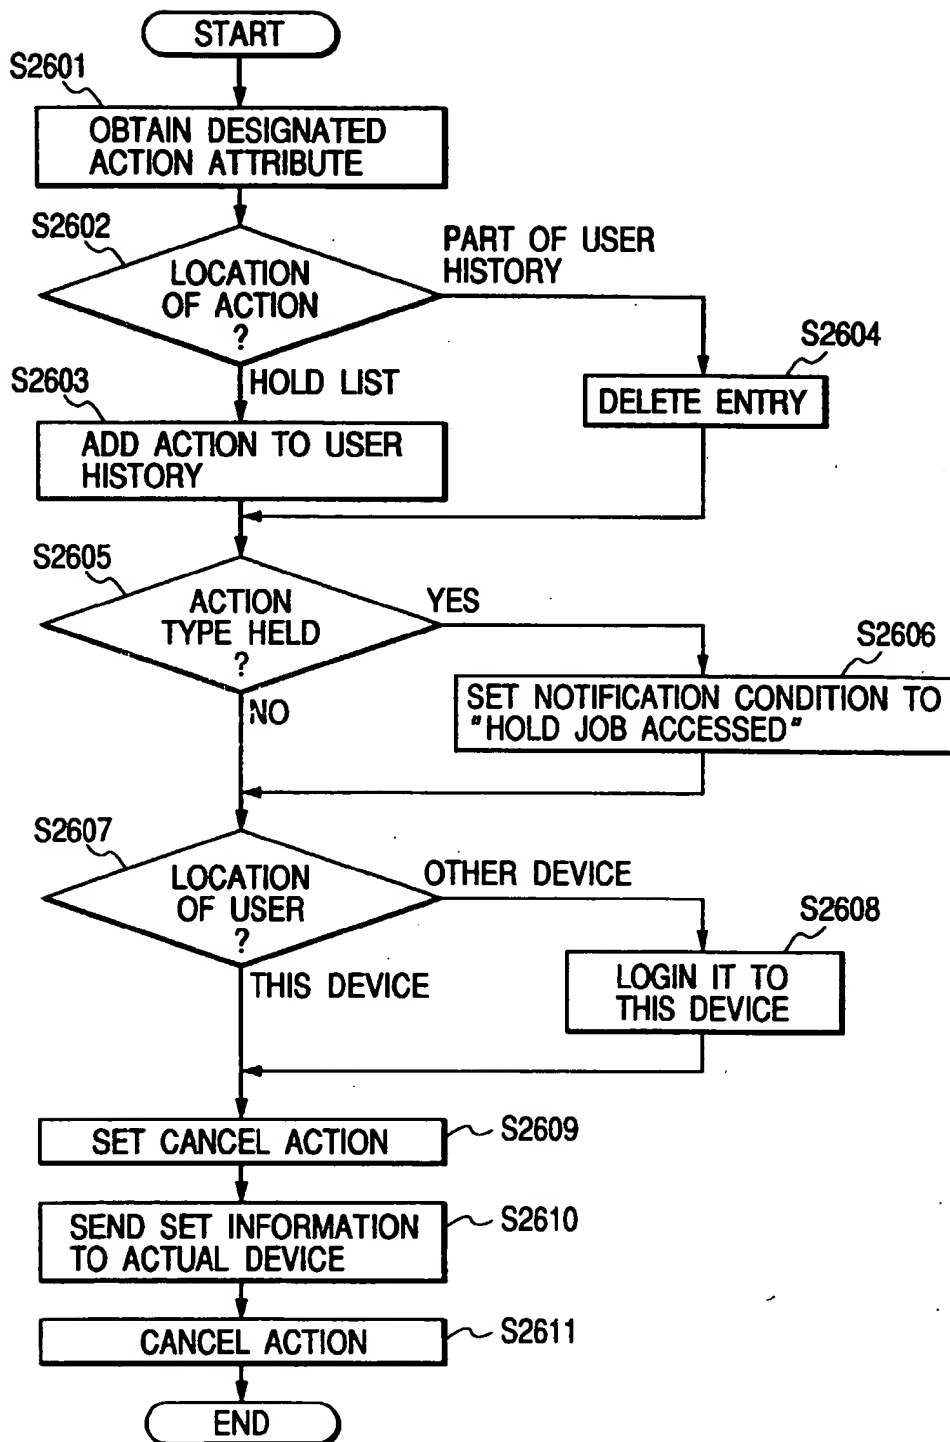 START
S2601
OBTAIN DESIGNATED
ACTION ATTRIBUTE
S2602
LOCATION
OF ACTION
?
PART OF USER
HISTORY
HOLD LIST
S2603
ADD ACTION TO USER
HISTORY
S2604
DELETE ENTRY
S2605
ACTION
TYPE HELD
?
YES
NO
S2606
SET NOTIFICATION CONDITION TO
"HOLD JOB ACCESSED"
S2607
LOCATION
OF USER
?
OTHER DEVICE
THIS DEVICE
S2608
LOGIN IT TO
THIS DEVICE
SET CANCEL ACTION
S2609
SEND SET INFORMATION
TO ACTUAL DEVICE
S2610
CANCEL ACTION
S2611
END